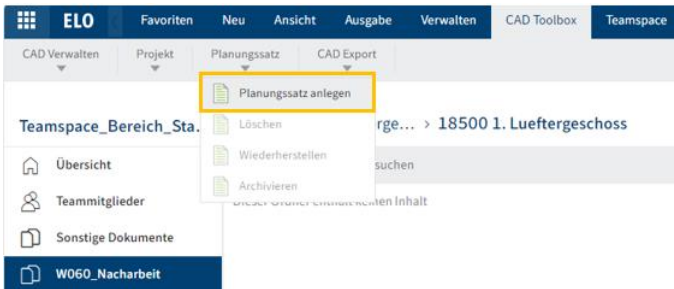 ELO Favoriten Neu Ansicht Ausgabe Verwalten CAD Toolbox Teamspace
CAD Verwalten Projekt Planungssatz CAD Export
Planungssatz anlegen
Teamspace_Bereich_Sta. Löschen rge... > 18500 1. Lueftergeschoss
Wiederherstellen
Übersicht suchen
Archivieren
Teammitglieder Dieser Ordner enthält keinen Inhalt
Sonstige Dokumente
W060_Nacharbeit